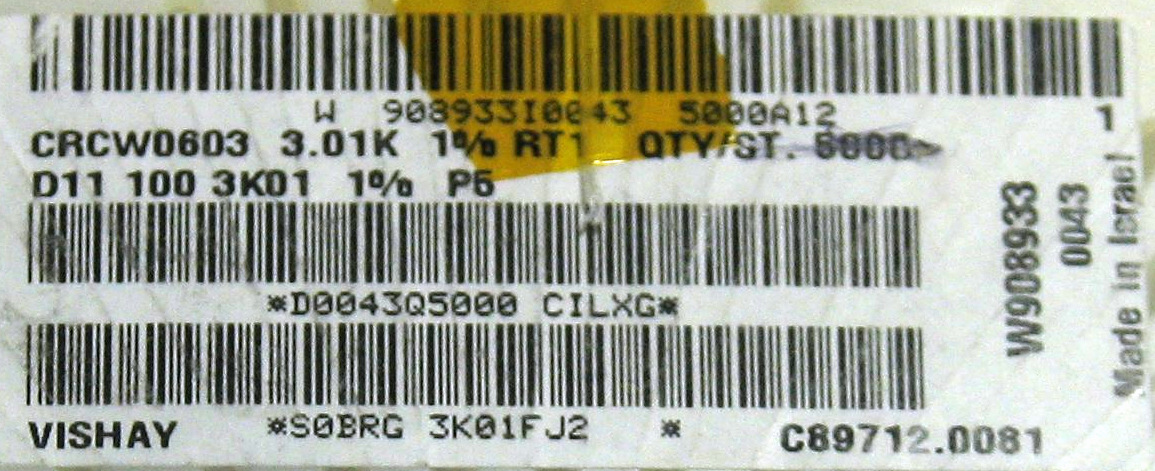 W 908933I0043 5000A12 1
CRCW0603 3.01K 1% RT1 QTY/ST. 5000
D11 100 3K01 1% P5
*D0043Q5000 CILXG*
*S0BRG 3K01FJ2 *
VISHAY
C89712.0081
W908933
0043
Made in Israel